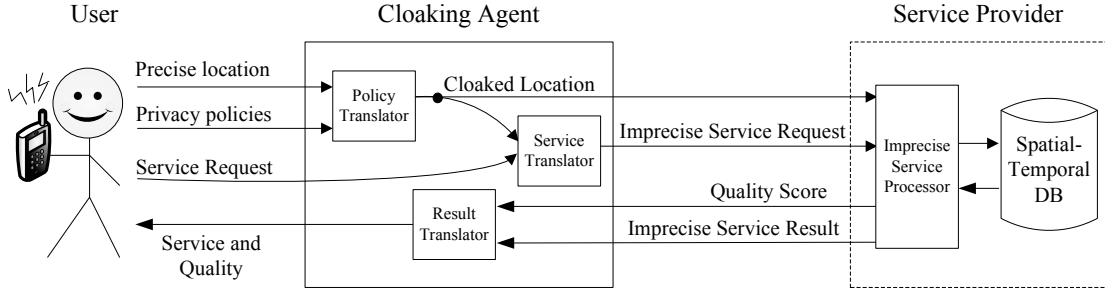 User
Cloaking Agent
Service Provider
Precise location
Privacy policies
Service Request
Policy
Translator
Cloaked Location
Service
Translator
Imprecise Service Request
Imprecise
Service
Processor
Spatial-
Temporal
DB
Quality Score
Result
Translator
Imprecise Service Result
Service and
Quality